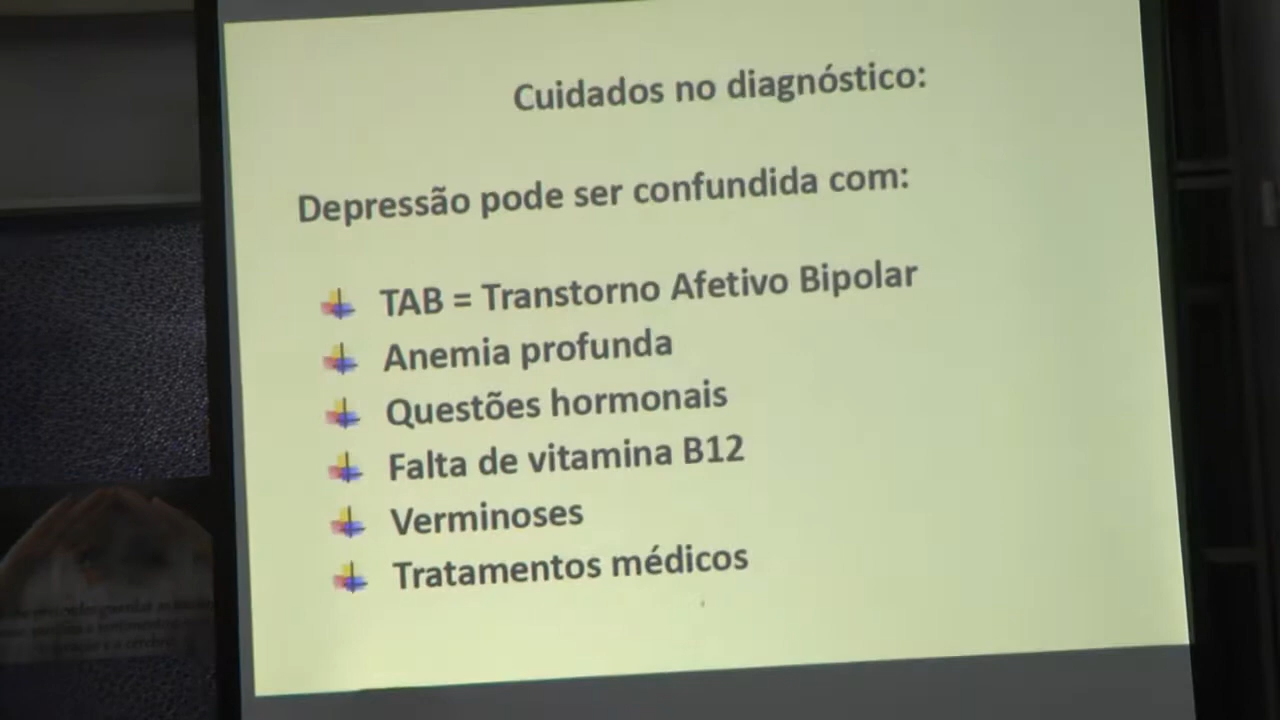 Cuidados no diagnóstico:
Depressão pode ser confundida com:
TAB = Transtorno Afetivo Bipolar
Anemia profunda
Questões hormonais
Falta de vitamina B12
Verminoses
Tratamentos médicos